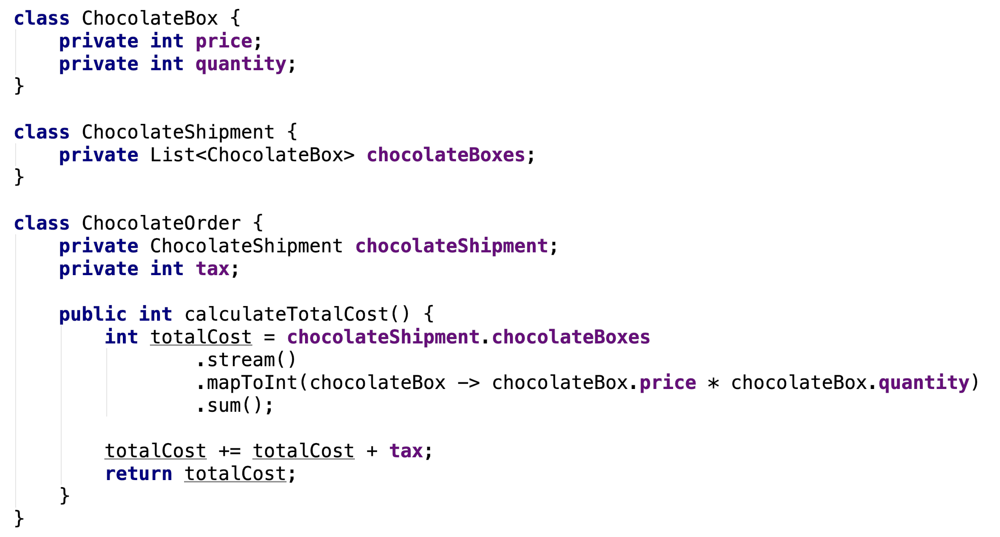 class ChocolateBox {
    private int price;
    private int quantity;
}

class ChocolateShipment {
    private List<ChocolateBox> chocolateBoxes;
}

class ChocolateOrder {
    private ChocolateShipment chocolateShipment;
    private int tax;

    public int calculateTotalCost() {
        int totalCost = chocolateShipment.chocolateBoxes
                .stream()
                .mapToInt(chocolateBox -> chocolateBox.price * chocolateBox.quantity)
                .sum();

        totalCost += totalCost + tax;
        return totalCost;
    }
}